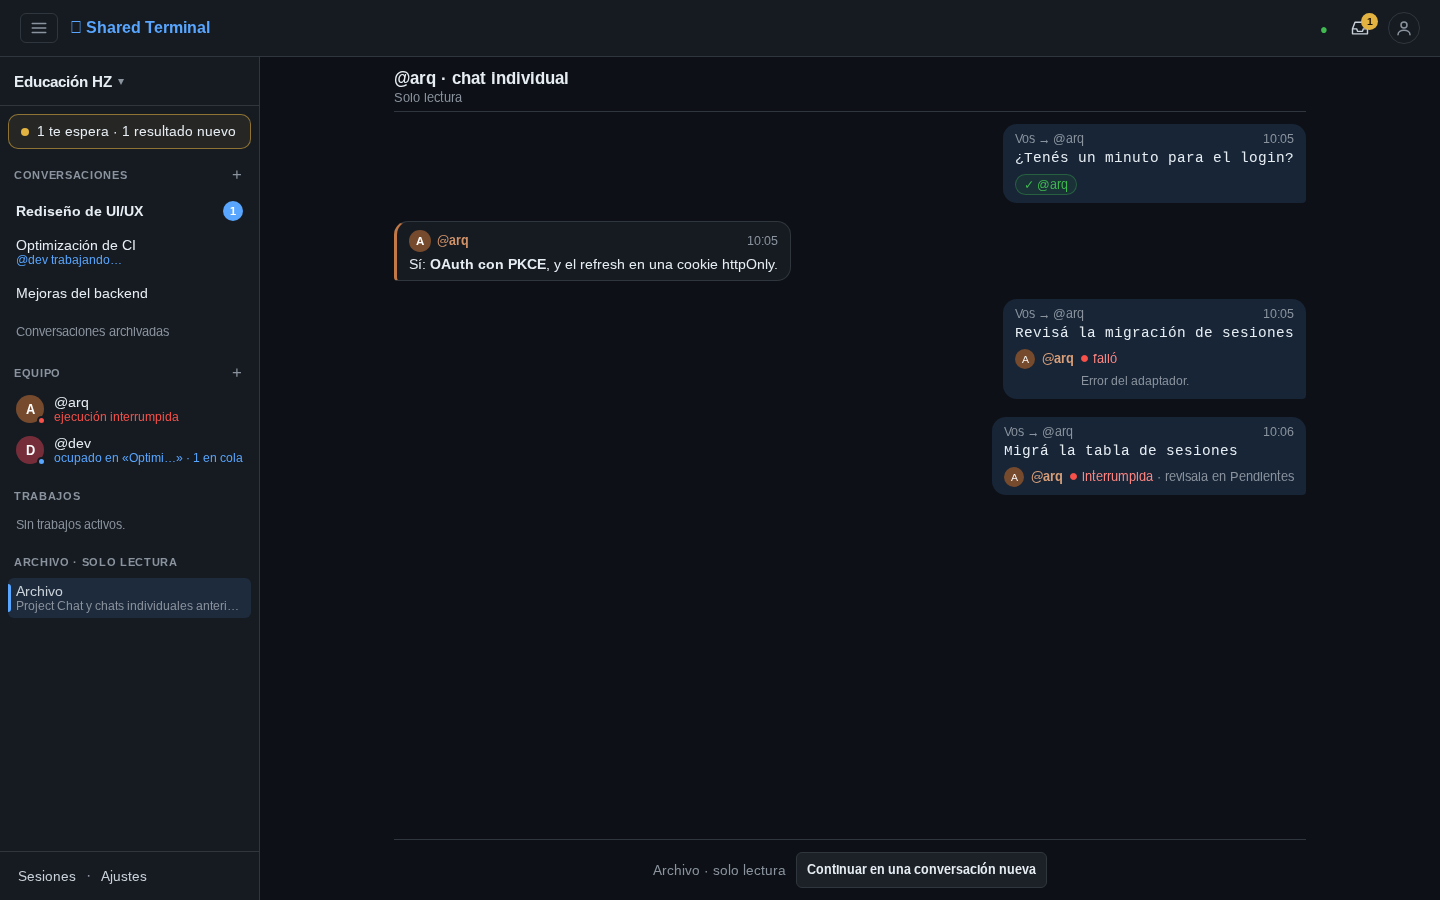 Shared Terminal
1
Educación HZ ▾
1 te espera · 1 resultado nuevo
CONVERSACIONES +
Rediseño de UI/UX 1
Optimización de CI
@dev trabajando…
Mejoras del backend
Conversaciones archivadas
EQUIPO +
A @arq
ejecución interrumpida
D @dev
ocupado en «Optimi…» · 1 en cola
TRABAJOS
Sin trabajos activos.
ARCHIVO · SOLO LECTURA
Archivo
Project Chat y chats individuales anteri…
Sesiones · Ajustes
@arq · chat individual
Solo lectura
Vos → @arq 10:05
¿Tenés un minuto para el login?
✓ @arq
A @arq 10:05
Sí: OAuth con PKCE, y el refresh en una cookie httpOnly.
Vos → @arq 10:05
Revisá la migración de sesiones
A @arq falló
Error del adaptador.
Vos → @arq 10:06
Migrá la tabla de sesiones
A @arq interrumpida · revisala en Pendientes
Archivo · solo lectura Continuar en una conversación nueva